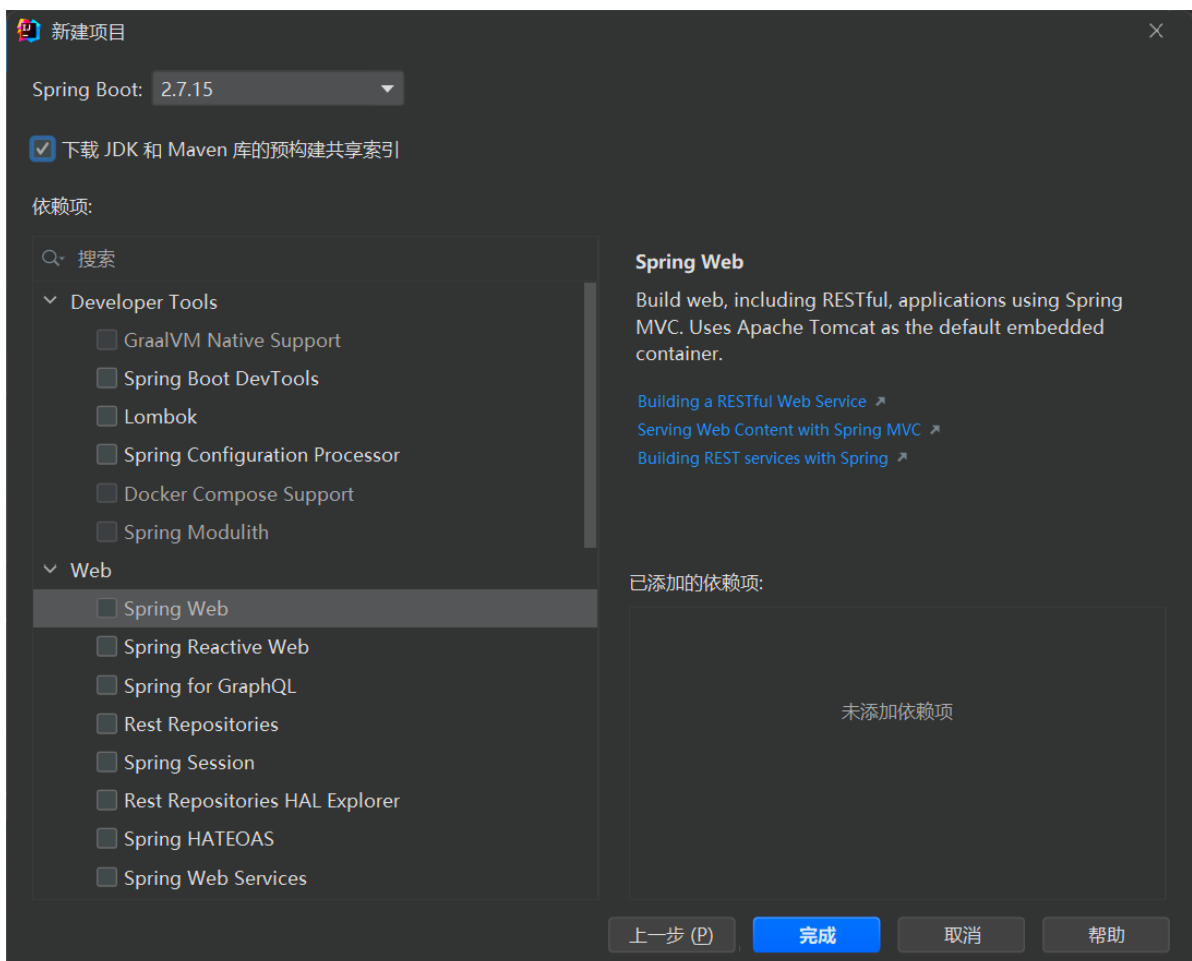 新建项目
Spring Boot: 2.7.15
下载 JDK 和 Maven 库的预构建共享索引
依赖项:
搜索
Developer Tools
GraalVM Native Support
Spring Boot DevTools
Lombok
Spring Configuration Processor
Docker Compose Support
Spring Modulith
Web
Spring Web
Spring Reactive Web
Spring for GraphQL
Rest Repositories
Spring Session
Rest Repositories HAL Explorer
Spring HATEOAS
Spring Web Services
Spring Web
Build web, including RESTful, applications using Spring
MVC. Uses Apache Tomcat as the default embedded
container.
Building a RESTful Web Service
Serving Web Content with Spring MVC
Building REST services with Spring
已添加的依赖项:
未添加依赖项
上一步 (P) 完成 取消 帮助